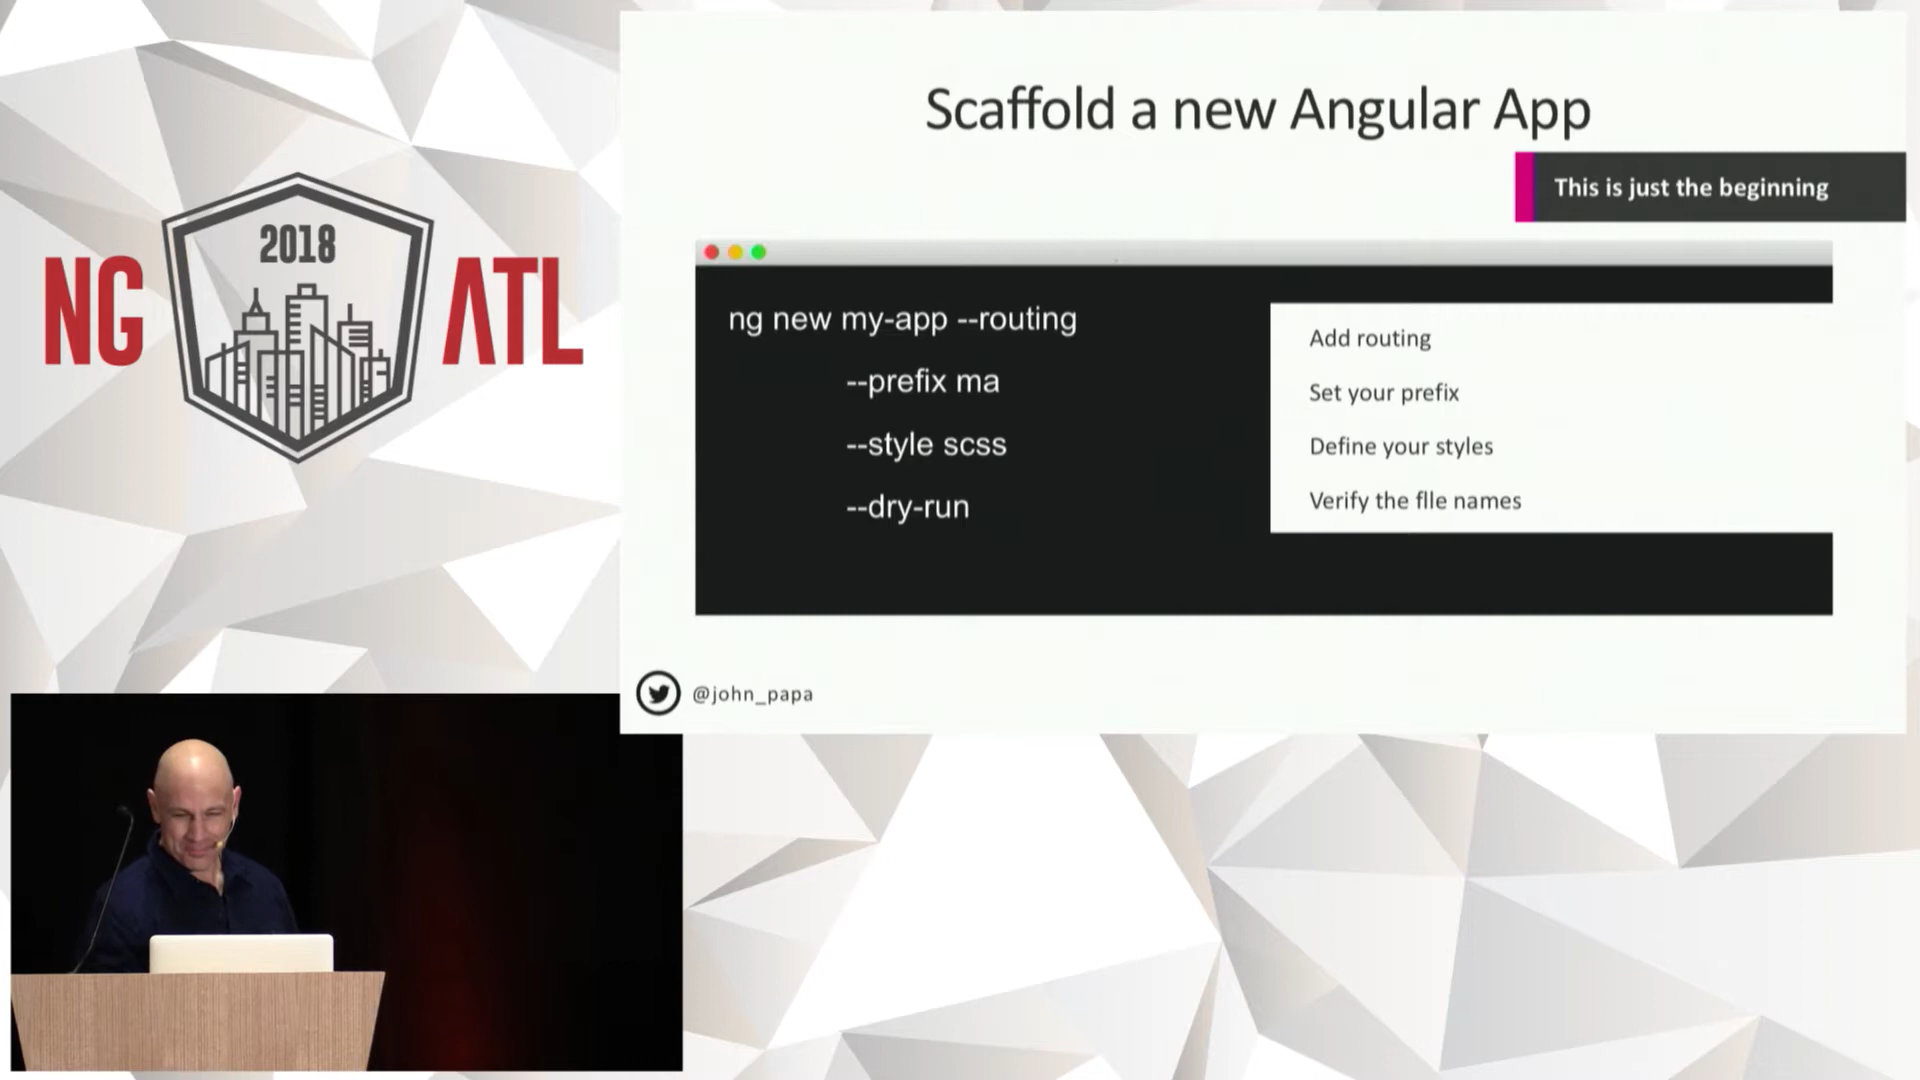 NG
2018
ATL
Scaffold a new Angular App
This is just the beginning
ng new my-app --routing
--prefix ma
--style scss
--dry-run
Add routing
Set your prefix
Define your styles
Verify the file names
@john_papa